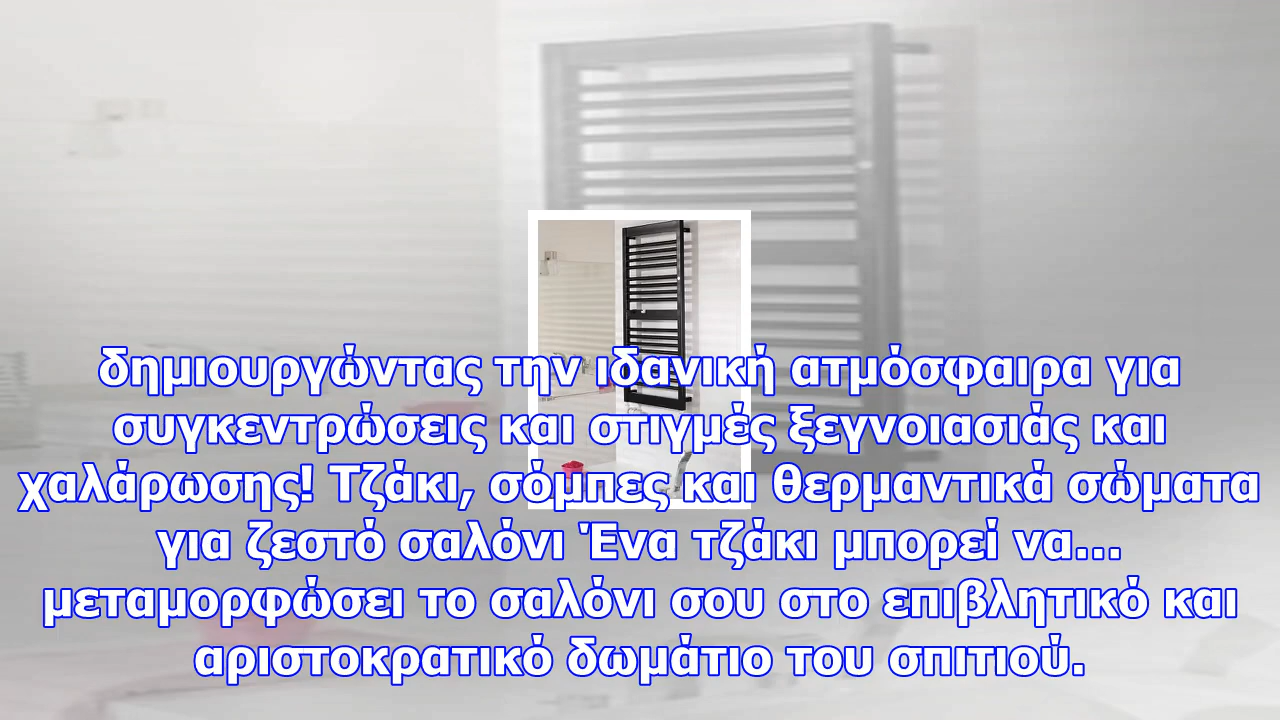 δημιουργώντας την ιδανική ατμόσφαιρα για
συγκεντρώσεις και στιγμές ξεγνοιασιάς και
χαλάρωσης! Τζάκι, σόμπες και θερμαντικά σώματα
για ζεστό σαλόνι Ένα τζάκι μπορεί να...
μεταμορφώσει το σαλόνι σου στο επιβλητικό και
αριστοκρατικό δωμάτιο του σπιτιού.